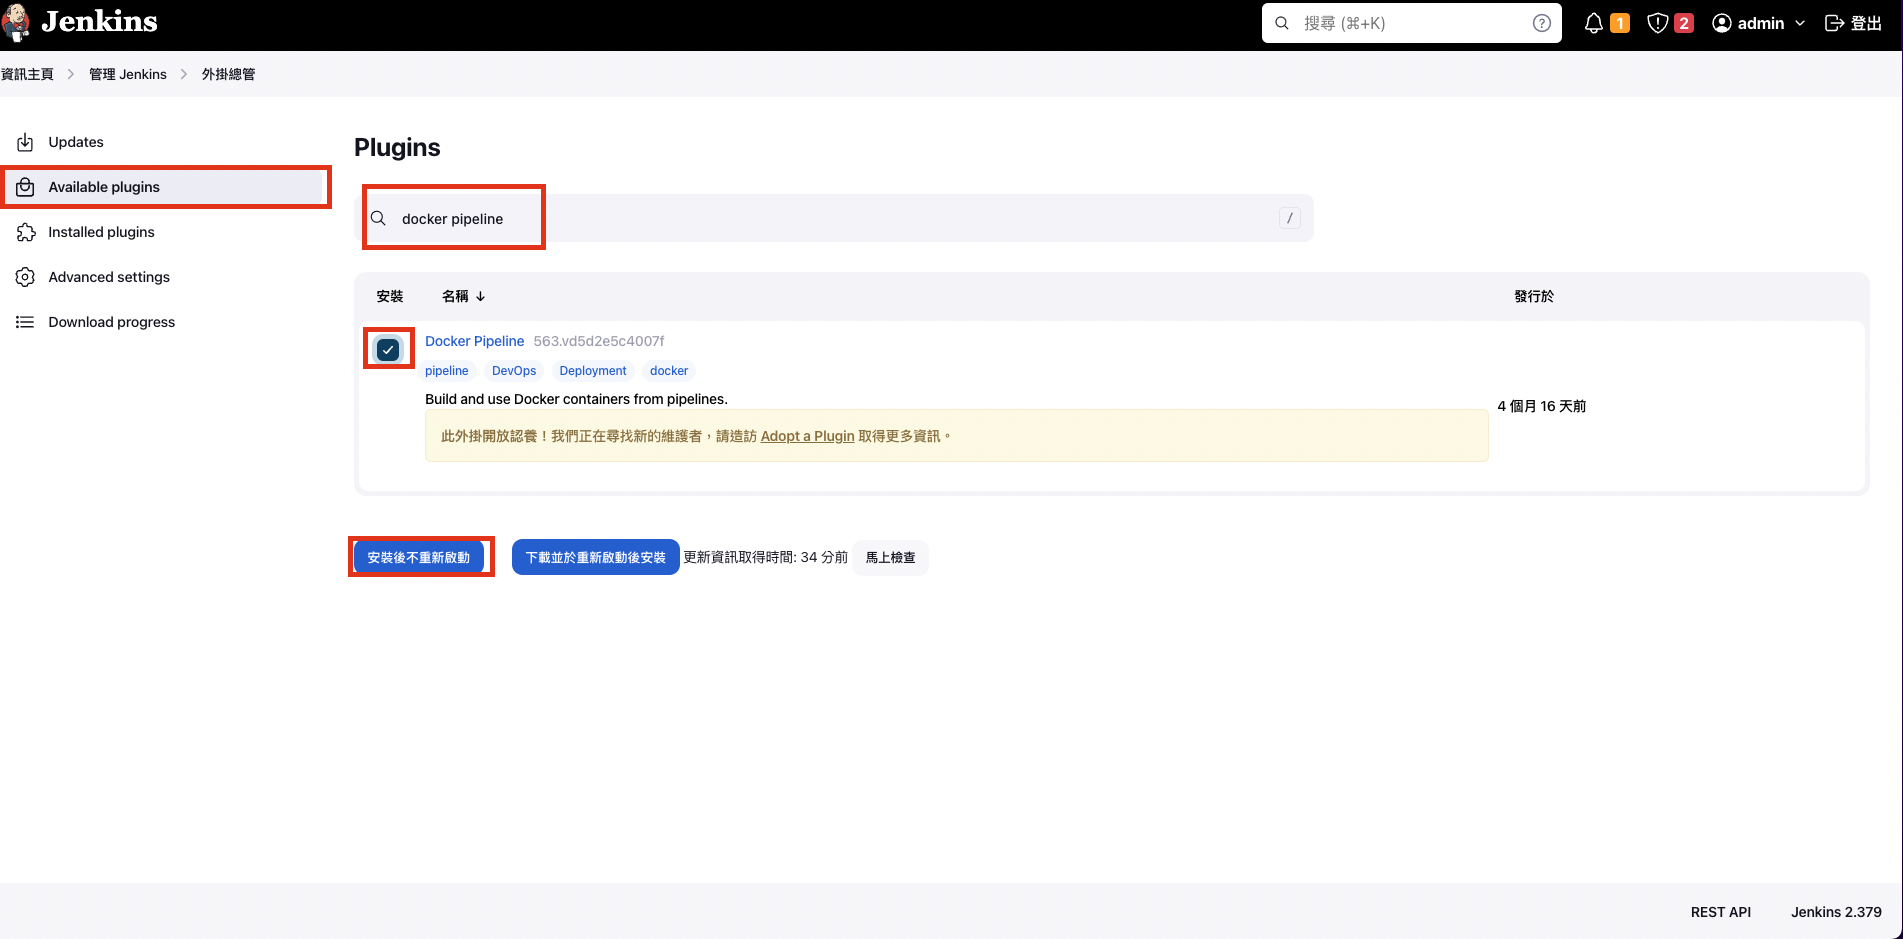 Jenkins
搜尋 (⌘+K)
1
2
admin
登出
資訊主頁
管理 Jenkins
外掛總管
Updates
Available plugins
Installed plugins
Advanced settings
Download progress
Plugins
docker pipeline
/
安裝 名稱 ↓ 發行於
Docker Pipeline 563.vd5d2e5c4007f
pipeline DevOps Deployment docker
Build and use Docker containers from pipelines.
4 個月 16 天前
此外掛開放認養！我們正在尋找新的維護者，請造訪 Adopt a Plugin 取得更多資訊。
安裝後不重新啟動 下載並於重新啟動後安裝 更新資訊取得時間: 34 分前 馬上檢查
REST API Jenkins 2.379